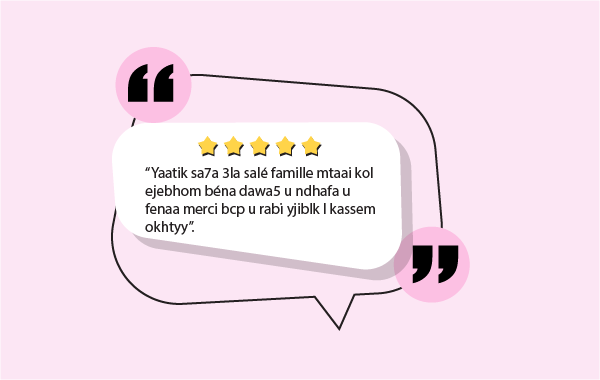 “Yaatik sa7a 3la salé famille mtaai kol
ejebhom béna dawa5 u ndhafa u
fenaa merci bcp u rabi yjiblk l kassem
okhtyy”.